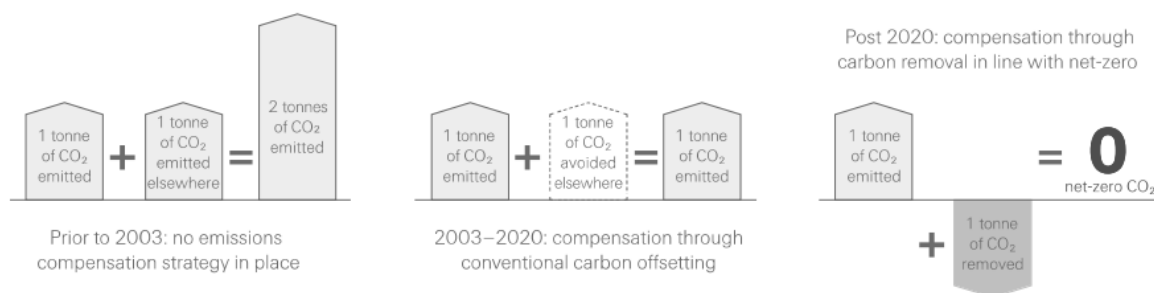 1 tonne
of CO₂
emitted
+
1 tonne
of CO₂
emitted
elsewhere
=
2 tonnes
of CO₂
emitted
Prior to 2003: no emissions
compensation strategy in place
1 tonne
of CO₂
emitted
+
1 tonne
of CO₂
avoided
elsewhere
=
1 tonne
of CO₂
emitted
2003–2020: compensation through
conventional carbon offsetting
Post 2020: compensation through
carbon removal in line with net-zero
1 tonne
of CO₂
emitted
+
1 tonne
of CO₂
removed
=
0
net-zero CO₂